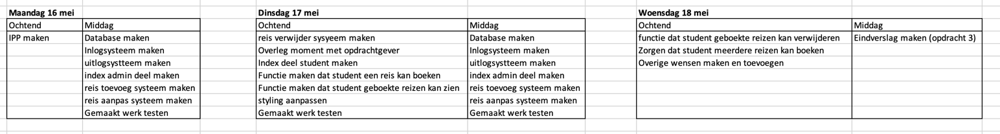 Maandag 16 mei
Ochtend Middag
IPP maken Database maken
Inlogsysteem maken
uitlogsystteem maken
index admin deel maken
reis toevoeg systeem maken
reis aanpas systeem maken
Gemaakt werk testen
Dinsdag 17 mei
Ochtend Middag
reis verwijder sysyeem maken Database maken
Overleg moment met opdrachtgever Inlogsysteem maken
Index deel student maken uitlogsystteem maken
Functie maken dat student een reis kan boeken index admin deel maken
Functie maken dat student geboekte reizen kan zien reis toevoeg systeem maken
styling aanpassen reis aanpas systeem maken
Gemaakt werk testen Gemaakt werk testen
Woensdag 18 mei
Ochtend Middag
functie dat student geboekte reizen kan verwijderen Eindverslag maken (opdracht 3)
Zorgen dat student meerdere reizen kan boeken
Overige wensen maken en toevoegen